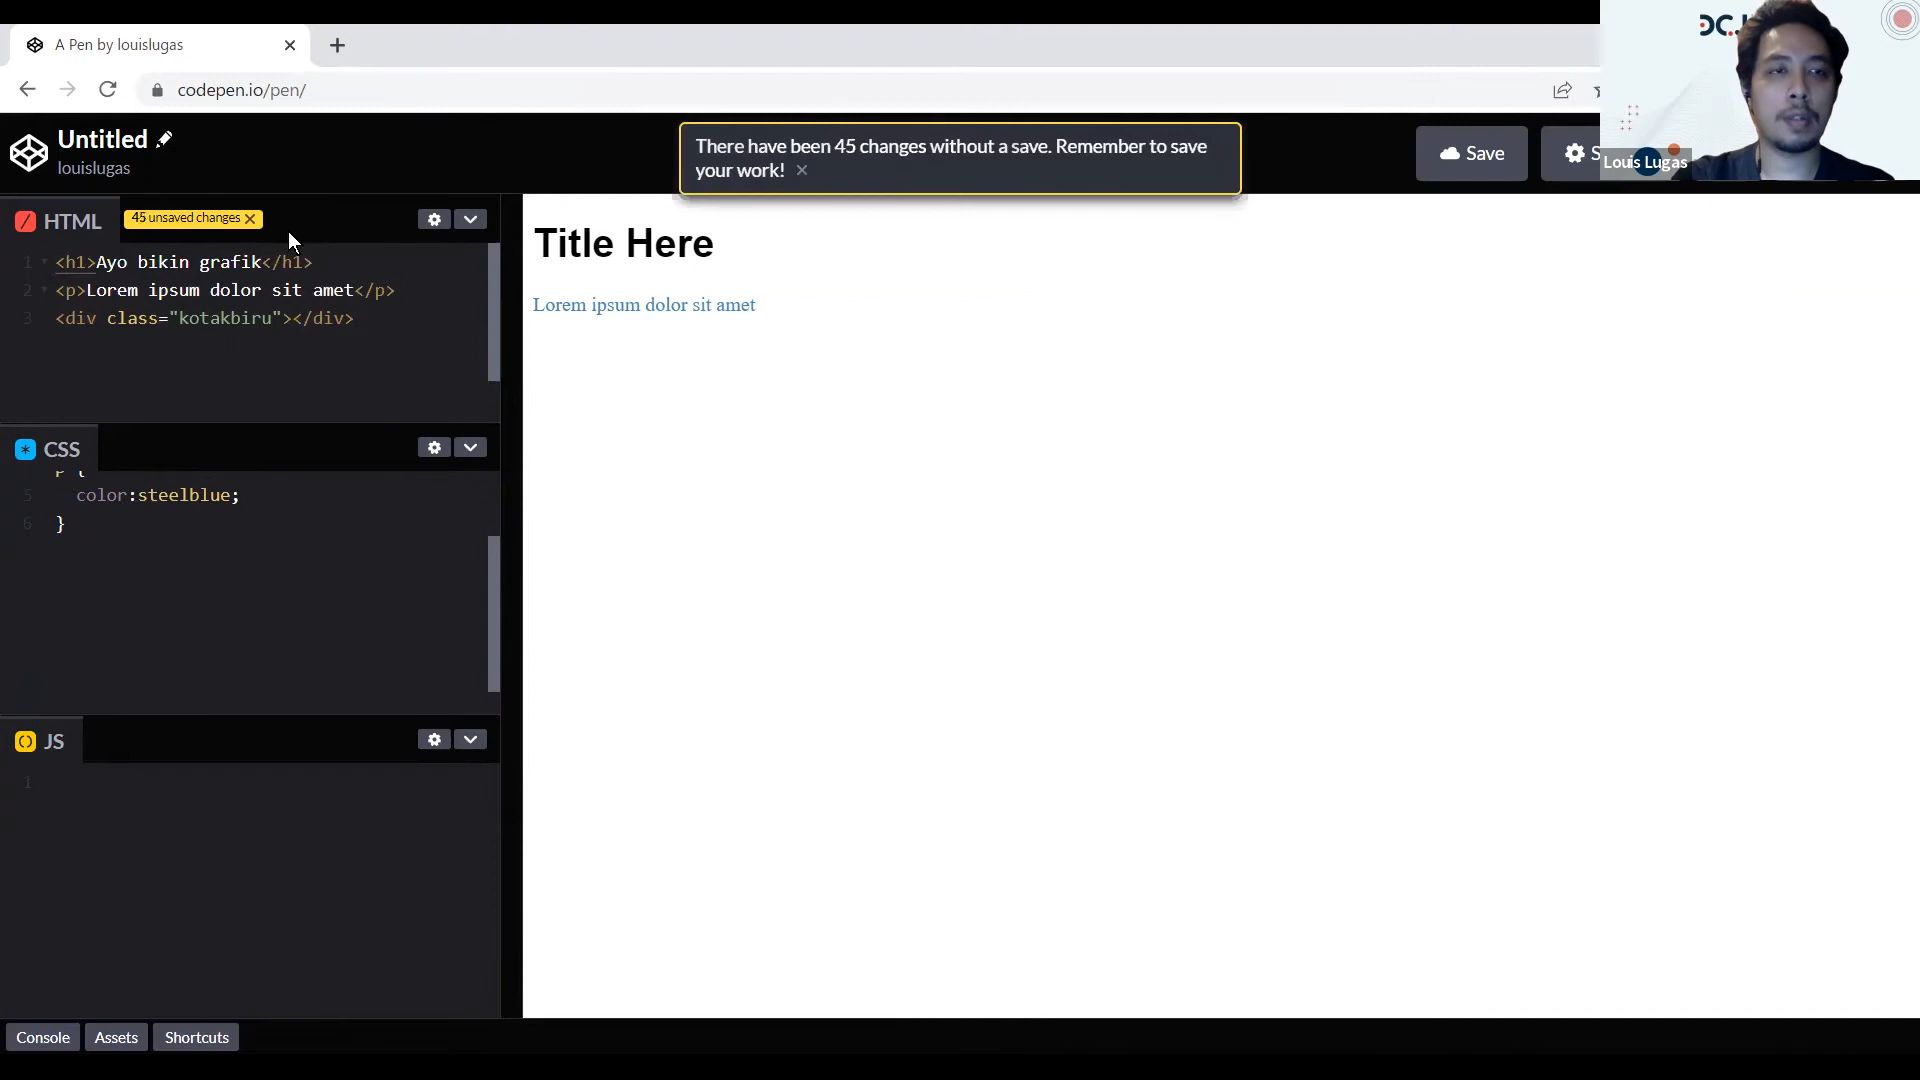 A Pen by louislugas
codepen.io/pen/
Untitled
louislugas
There have been 45 changes without a save. Remember to save
your work!
Save
Louis Lugas
HTML
45 unsaved changes
1 <h1>Ayo bikin grafik</h1>
2 <p>Lorem ipsum dolor sit amet</p>
3 <div class="kotakbiru"></div>
CSS
p {
5 color:steelblue;
6 }
JS
1
Title Here
Lorem ipsum dolor sit amet
Console
Assets
Shortcuts